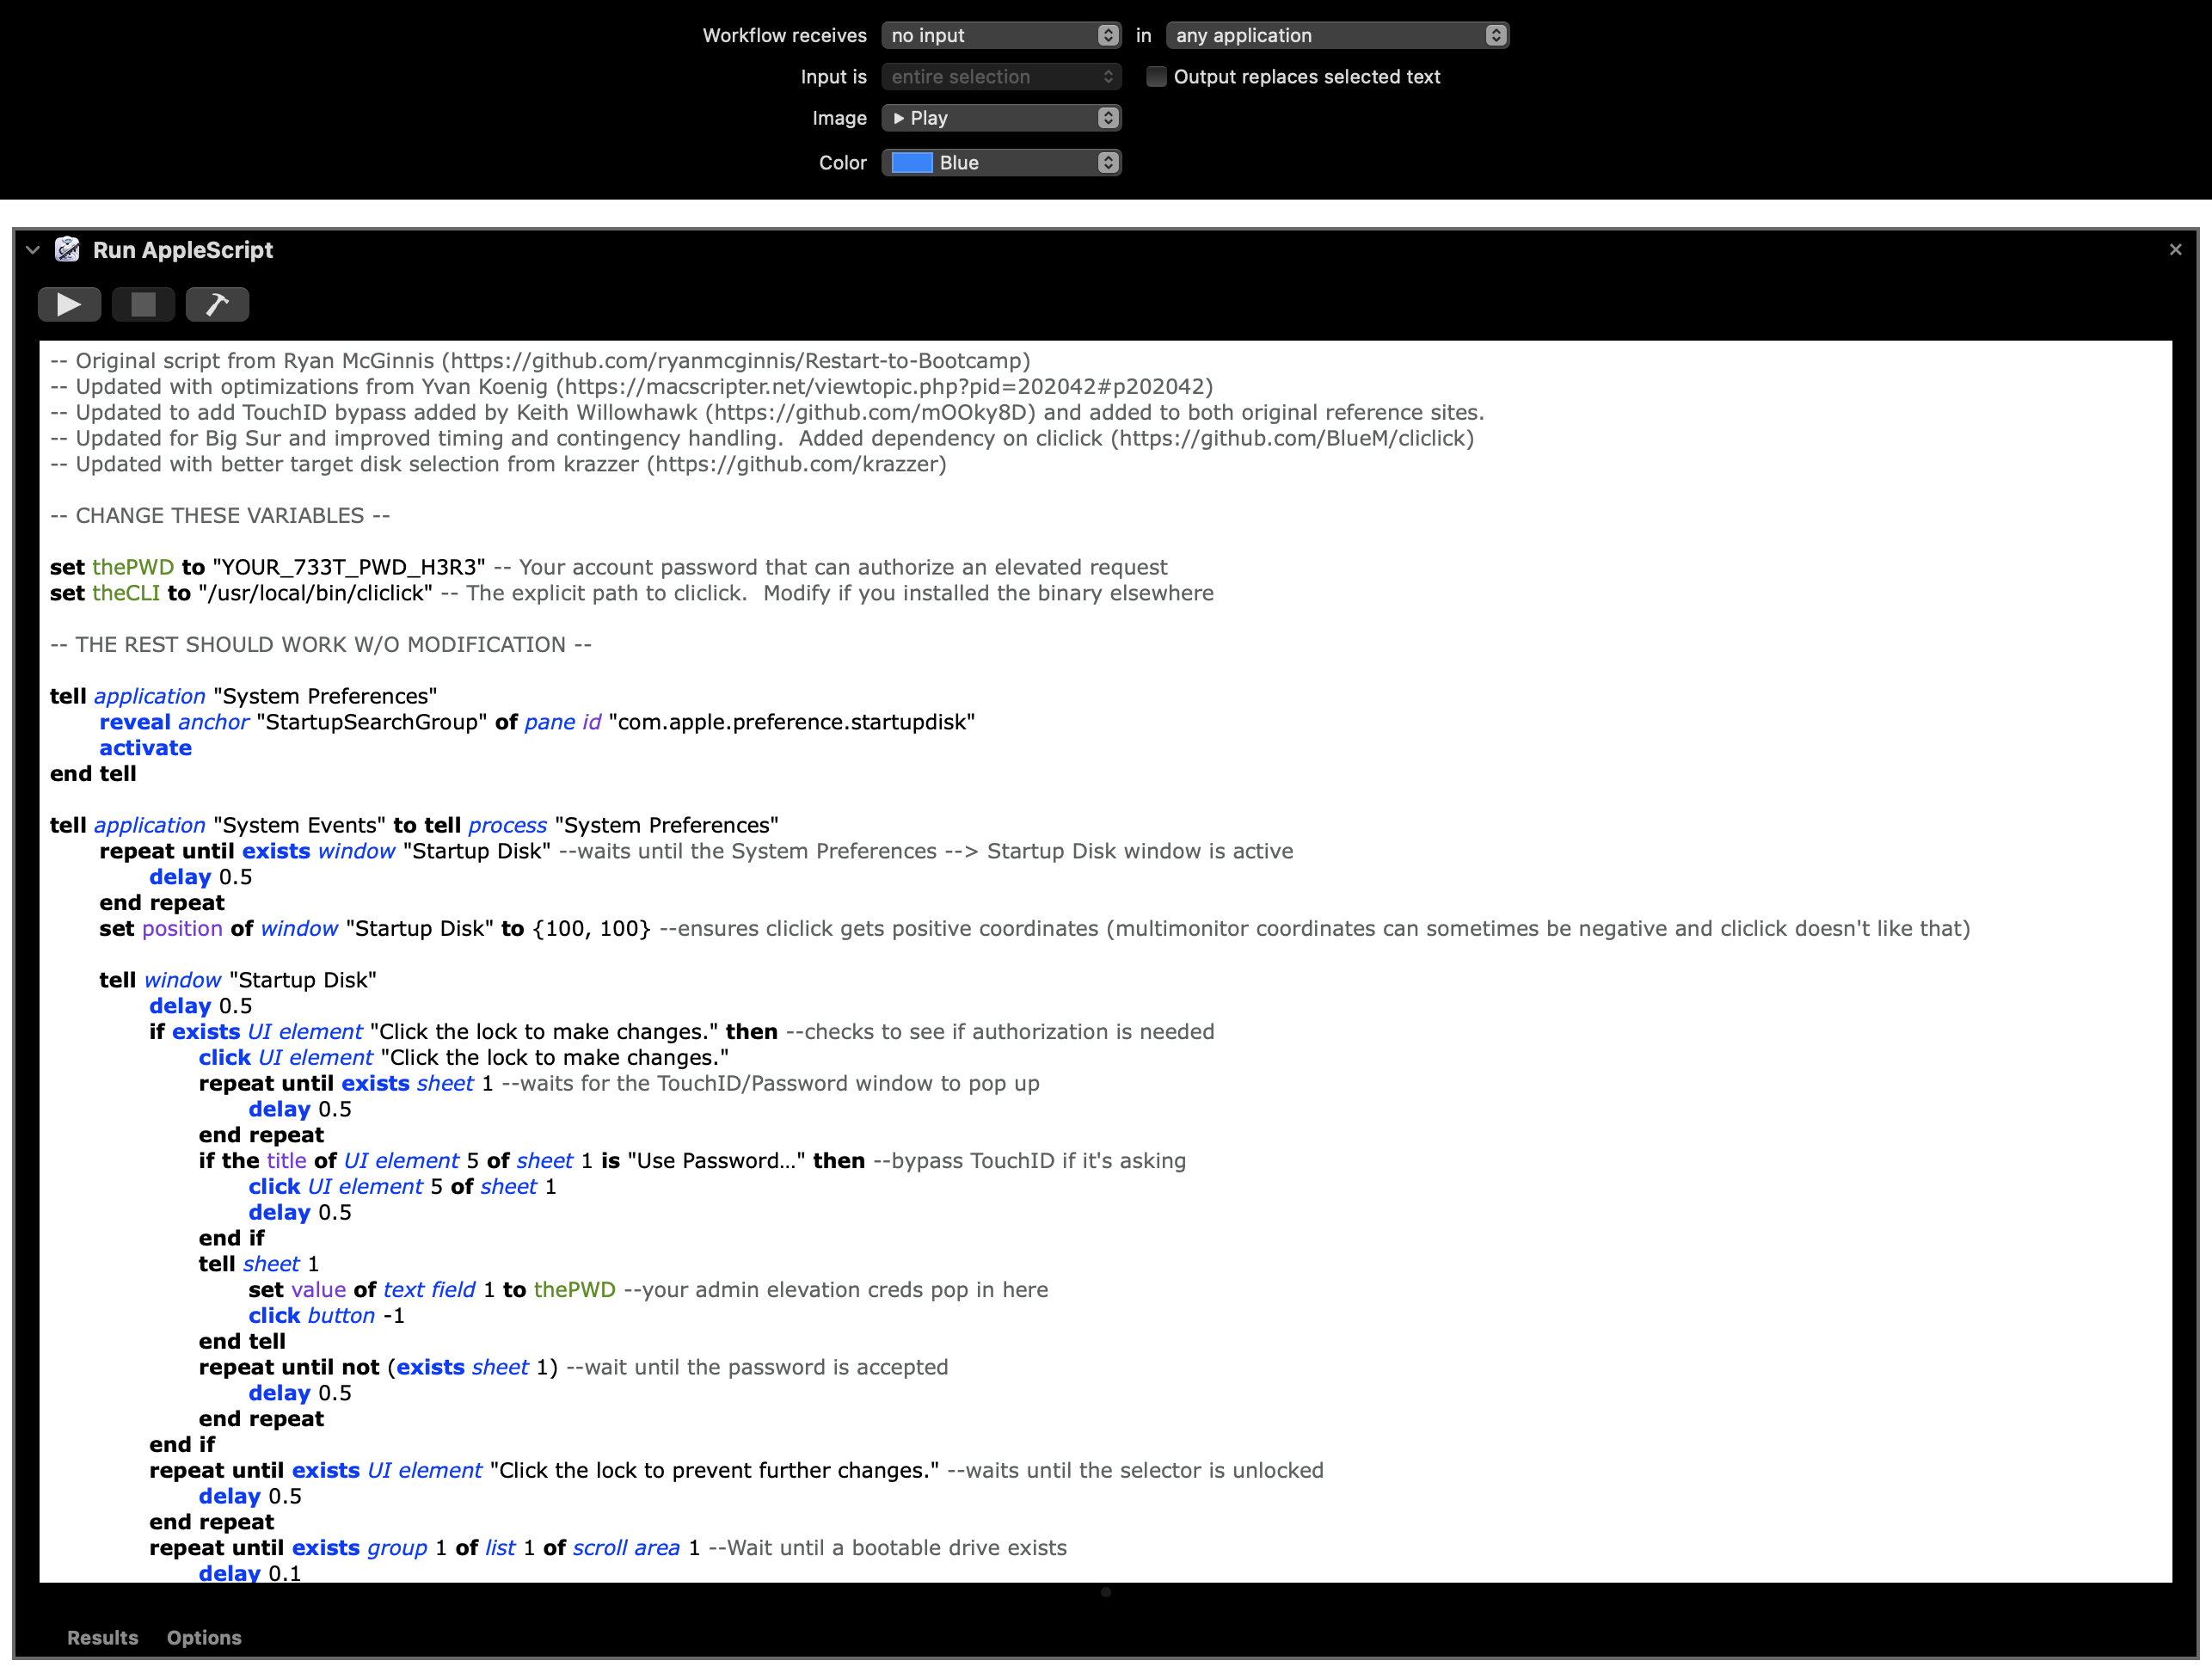 Workflow receives no input in any application
Input is entire selection Output replaces selected text
Image Play
Color Blue
Run AppleScript
-- Original script from Ryan McGinnis (https://github.com/ryanmcginnis/Restart-to-Bootcamp)
-- Updated with optimizations from Yvan Koenig (https://macscripter.net/viewtopic.php?pid=202042#p202042)
-- Updated to add TouchID bypass added by Keith Willowhawk (https://github.com/mOOky8D) and added to both original reference sites.
-- Updated for Big Sur and improved timing and contingency handling.  Added dependency on cliclick (https://github.com/BlueM/cliclick)
-- Updated with better target disk selection from krazzer (https://github.com/krazzer)
-- CHANGE THESE VARIABLES --
set thePWD to "YOUR_733T_PWD_H3R3" -- Your account password that can authorize an elevated request
set theCLI to "/usr/local/bin/cliclick" -- The explicit path to cliclick.  Modify if you installed the binary elsewhere
-- THE REST SHOULD WORK W/O MODIFICATION --
tell application "System Preferences"
reveal anchor "StartupSearchGroup" of pane id "com.apple.preference.startupdisk"
activate
end tell
tell application "System Events" to tell process "System Preferences"
repeat until exists window "Startup Disk" --waits until the System Preferences --> Startup Disk window is active
delay 0.5
end repeat
set position of window "Startup Disk" to {100, 100} --ensures cliclick gets positive coordinates (multimonitor coordinates can sometimes be negative and cliclick doesn't like that)
tell window "Startup Disk"
delay 0.5
if exists UI element "Click the lock to make changes." then --checks to see if authorization is needed
click UI element "Click the lock to make changes."
repeat until exists sheet 1 --waits for the TouchID/Password window to pop up
delay 0.5
end repeat
if the title of UI element 5 of sheet 1 is "Use Password…" then --bypass TouchID if it's asking
click UI element 5 of sheet 1
delay 0.5
end if
tell sheet 1
set value of text field 1 to thePWD --your admin elevation creds pop in here
click button -1
end tell
repeat until not (exists sheet 1) --wait until the password is accepted
delay 0.5
end repeat
end if
repeat until exists UI element "Click the lock to prevent further changes." --waits until the selector is unlocked
delay 0.5
end repeat
repeat until exists group 1 of list 1 of scroll area 1 --Wait until a bootable drive exists
delay 0.1
Results Options